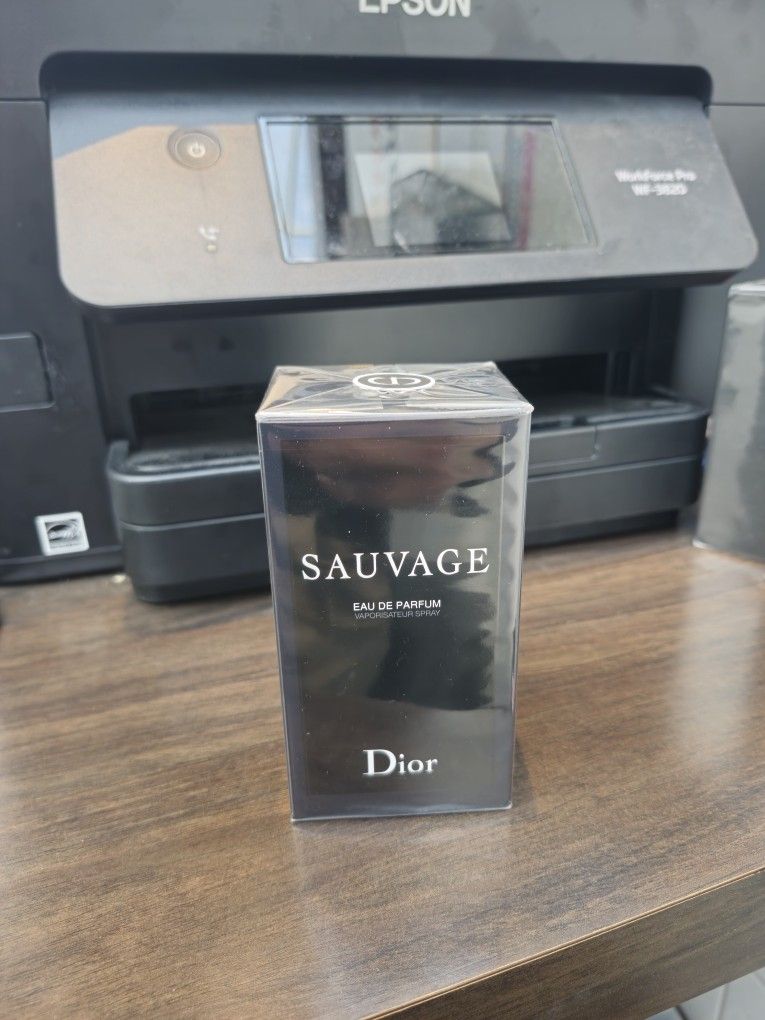 EPSON
WorkForce Pro
WF-3820
SAUVAGE
EAU DE PARFUM
VAPORISATEUR SPRAY
Dior